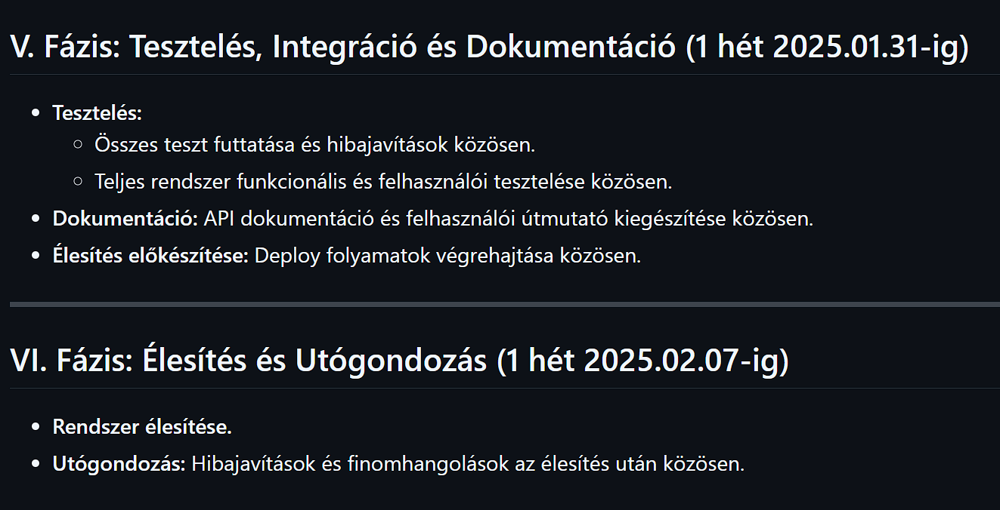 V. Fázis: Tesztelés, Integráció és Dokumentáció (1 hét 2025.01.31-ig)
Tesztelés:
Összes teszt futtatása és hibajavítások közösen.
Teljes rendszer funkcionális és felhasználói tesztelése közösen.
Dokumentáció: API dokumentáció és felhasználói útmutató kiegészítése közösen.
Élesítés előkészítése: Deploy folyamatok végrehajtása közösen.
VI. Fázis: Élesítés és Utógondozás (1 hét 2025.02.07-ig)
Rendszer élesítése.
Utógondozás: Hibajavítások és finomhangolások az élesítés után közösen.